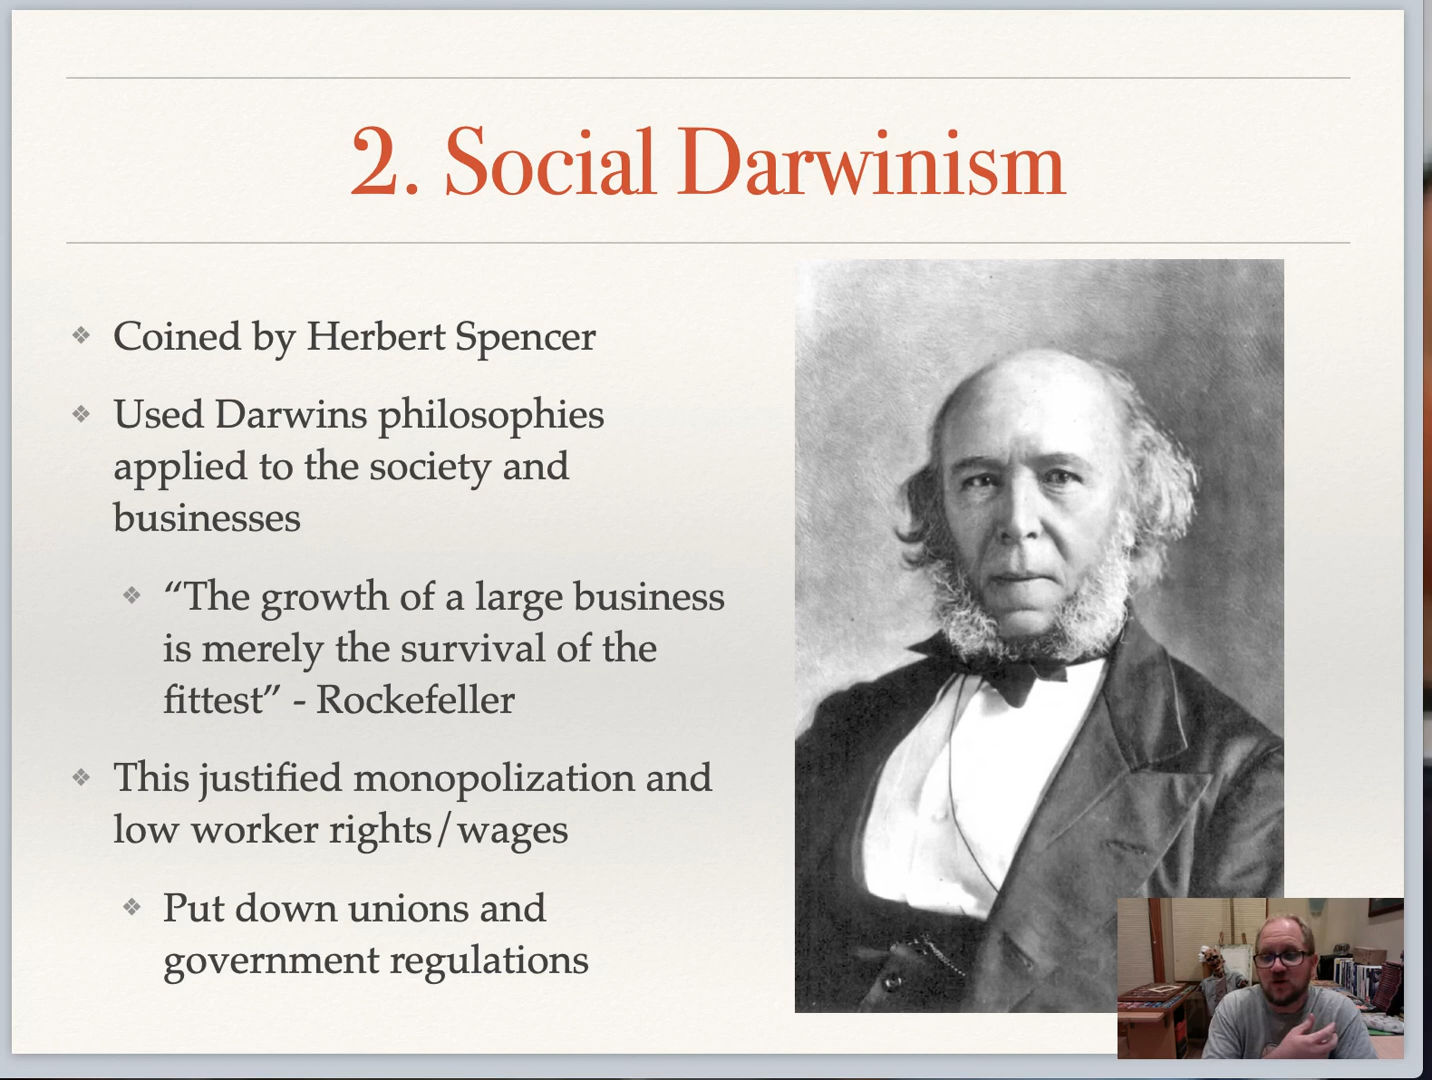 2. Social Darwinism
Coined by Herbert Spencer
Used Darwins philosophies
applied to the society and
businesses
“The growth of a large business
is merely the survival of the
fittest” - Rockefeller
This justified monopolization and
low worker rights/wages
Put down unions and
government regulations